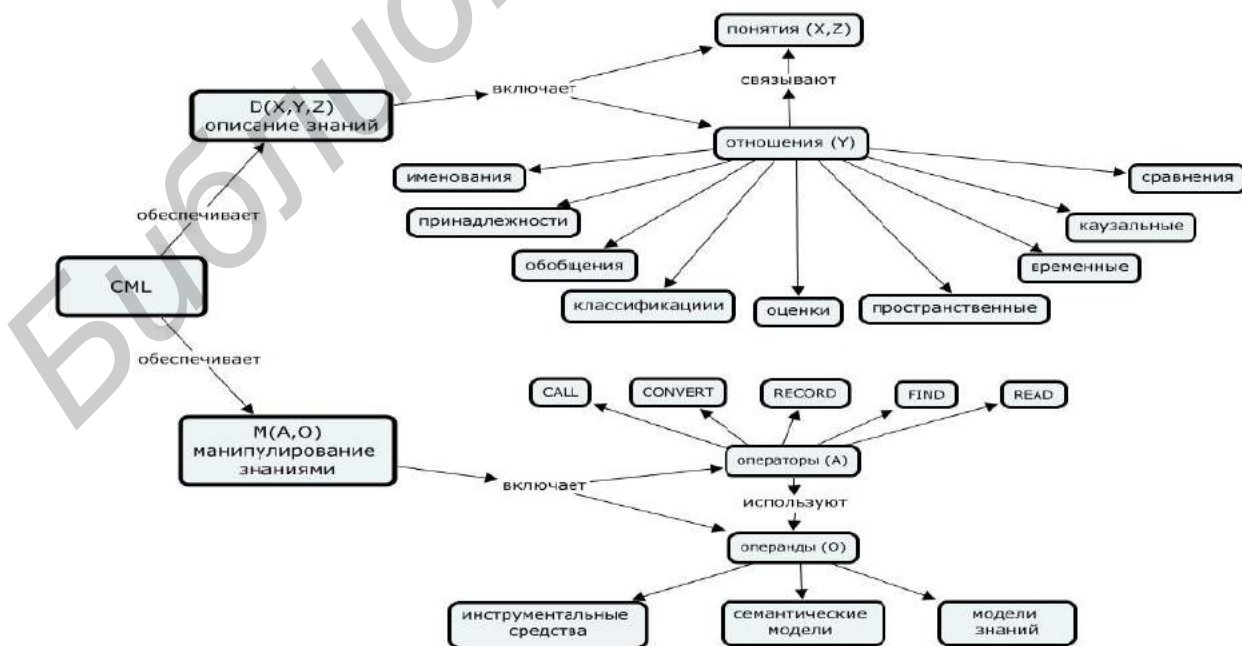 Библио
понятия (X,Z)
связывают
включает
D(X,Y,Z)
описание знаний
отношения (Y)
именования
сравнения
принадлежности
обеспечивает
каузальные
обобщения
временные
CML
классификациии
оценки
пространственные
обеспечивает
CALL
CONVERT
RECORD
FIND
READ
M(A,O)
манипулирование
знаниями
операторы (A)
включает
используют
операнды (O)
инструментальные
средства
семантические
модели
модели
знаний